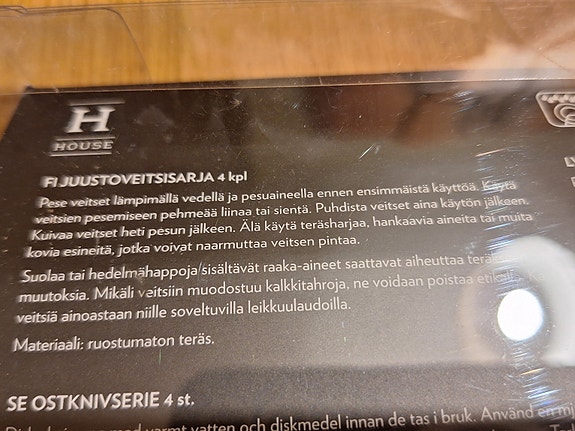 H
HOUSE
FI JUUSTOVEITSISARJA 4 kpl
Pese veitset lämpimällä vedellä ja pesuaineella ennen ensimmäistä käyttöä. Käytä
veitsien pesemiseen pehmeää liinaa tai sientä. Puhdista veitset aina käytön jälkeen.
Kuivaa veitset heti pesun jälkeen. Älä käytä teräsharjaa, hankaavia aineita tai muita
kovia esineitä, jotka voivat naarmuttaa veitsen pintaa.
Suolaa tai hedelmähappoja sisältävät raaka-aineet saattavat aiheuttaa
muutoksia. Mikäli veitsiin muodostuu kalkkitahroja, ne voidaan poistaa
veitsiä ainoastaan niille soveltuvilla leikkuulaudoilla.
Materiaali: ruostumaton teräs.
SE OSTKNIVSERIE 4 st.
varmt vatten och diskmedel innan de tas i bruk. Använd en